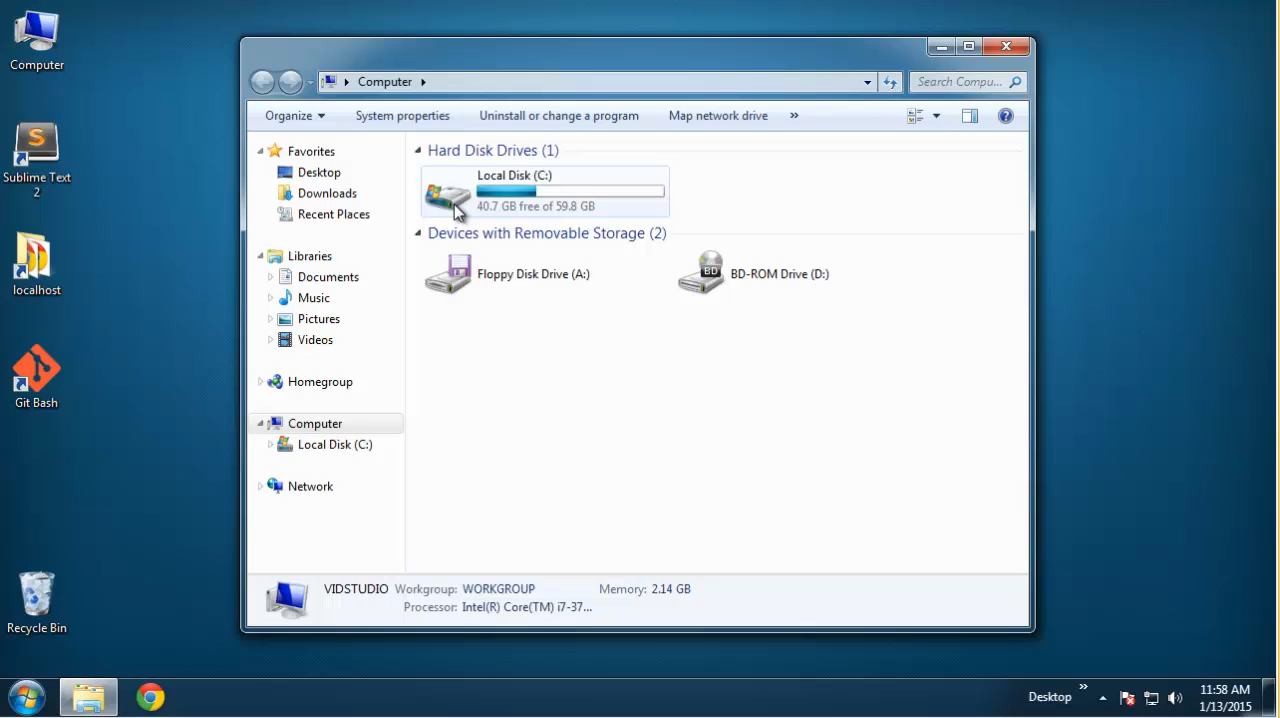 Computer
Sublime Text
2
localhost
Git Bash
Recycle Bin
Computer
Search Compu...
Organize
System properties
Uninstall or change a program
Map network drive
»
Favorites
Desktop
Downloads
Recent Places
Libraries
Documents
Music
Pictures
Videos
Homegroup
Computer
Local Disk (C:)
Network
Hard Disk Drives (1)
Local Disk (C:)
40.7 GB free of 59.8 GB
Devices with Removable Storage (2)
Floppy Disk Drive (A:)
BD
BD-ROM Drive (D:)
VIDSTUDIO Workgroup: WORKGROUP Memory: 2.14 GB
Processor: Intel(R) Core(TM) i7-37...
Desktop »
11:58 AM
1/13/2015